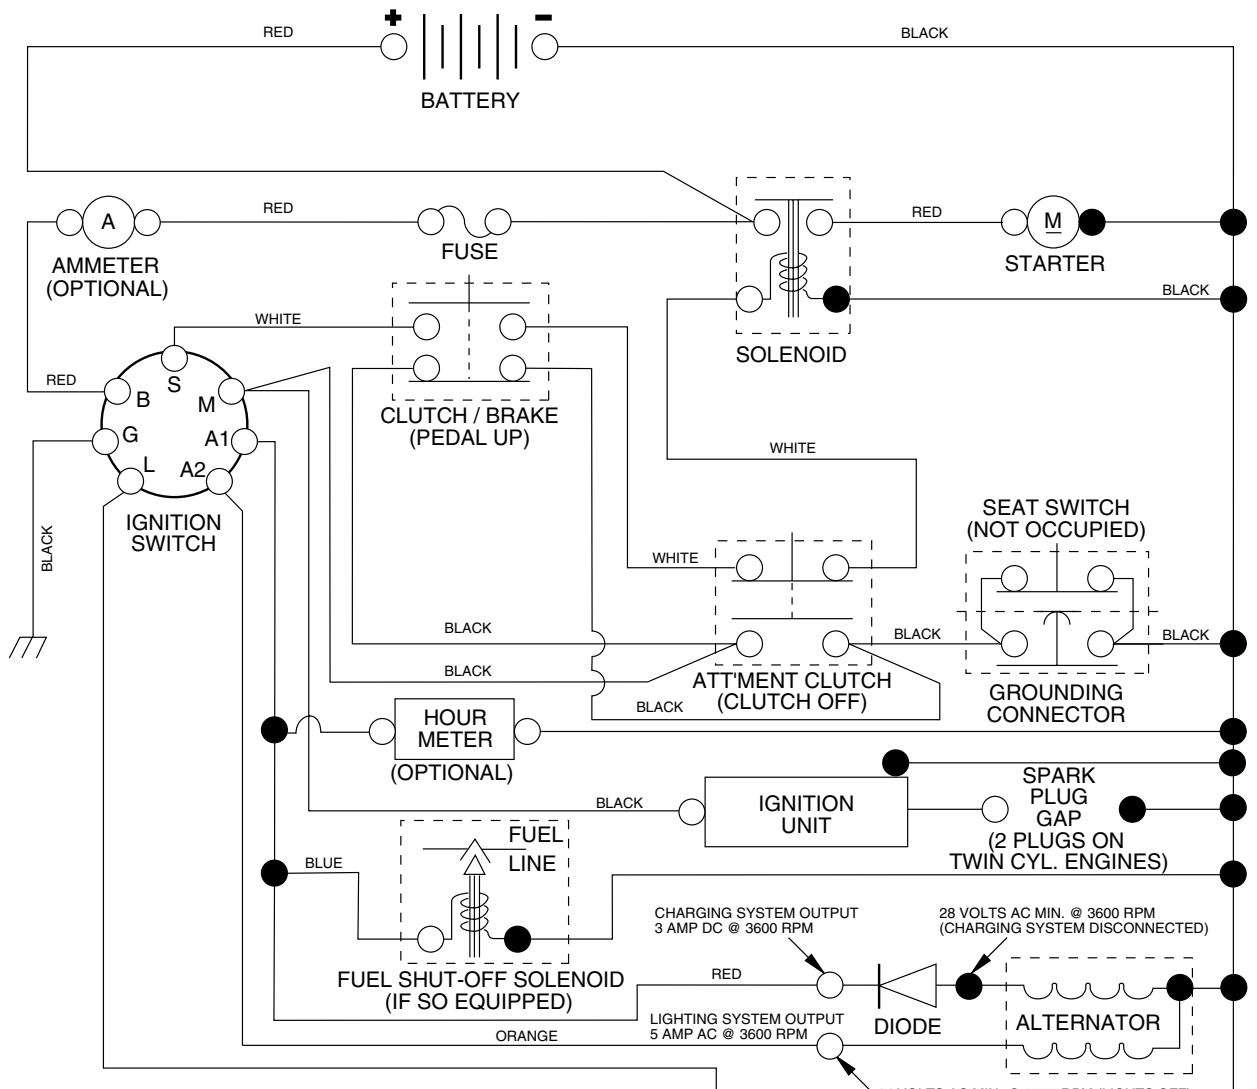 RED
+
–
BLACK
BATTERY
RED
A
AMMETER
(OPTIONAL)
FUSE
RED
M
STARTER
BLACK
SOLENOID
WHITE
RED
S
B
M
G
A1
L
A2
IGNITION
SWITCH
BLACK
CLUTCH / BRAKE
(PEDAL UP)
WHITE
WHITE
SEAT SWITCH
(NOT OCCUPIED)
BLACK
BLACK
BLACK
BLACK
BLACK
ATT'MENT CLUTCH
(CLUTCH OFF)
GROUNDING
CONNECTOR
HOUR
METER
(OPTIONAL)
BLACK
IGNITION
UNIT
SPARK
PLUG
GAP
(2 PLUGS ON
TWIN CYL. ENGINES)
FUEL
LINE
BLUE
FUEL SHUT-OFF SOLENOID
(IF SO EQUIPPED)
CHARGING SYSTEM OUTPUT
3 AMP DC @ 3600 RPM
28 VOLTS AC MIN. @ 3600 RPM
(CHARGING SYSTEM DISCONNECTED)
RED
DIODE
ALTERNATOR
LIGHTING SYSTEM OUTPUT
5 AMP AC @ 3600 RPM
ORANGE